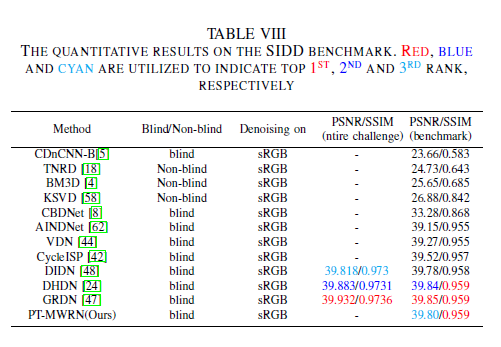 TABLE VIII
THE QUANTITATIVE RESULTS ON THE SIDD BENCHMARK. RED, BLUE
AND CYAN ARE UTILIZED TO INDICATE TOP 1ST, 2ND AND 3RD RANK,
RESPECTIVELY
Method Blind/Non-blind Denoising on PSNR/SSIM (ntire challenge) PSNR/SSIM (benchmark)
CDnCNN-B[5] blind sRGB - 23.66/0.583
TNRD [18] Non-blind sRGB - 24.73/0.643
BM3D [4] Non-blind sRGB - 25.65/0.685
KSVD [58] Non-blind sRGB - 26.88/0.842
CBDNet [8] blind sRGB - 33.28/0.868
AINDNet [62] blind sRGB - 39.15/0.955
VDN [44] blind sRGB - 39.27/0.955
CycleISP [42] blind sRGB - 39.52/0.957
DIDN [48] blind sRGB 39.818/0.973 39.78/0.958
DHDN [24] blind sRGB 39.883/0.9731 39.84/0.959
GRDN [47] blind sRGB 39.932/0.9736 39.85/0.959
PT-MWRN(Ours) blind sRGB - 39.80/0.959